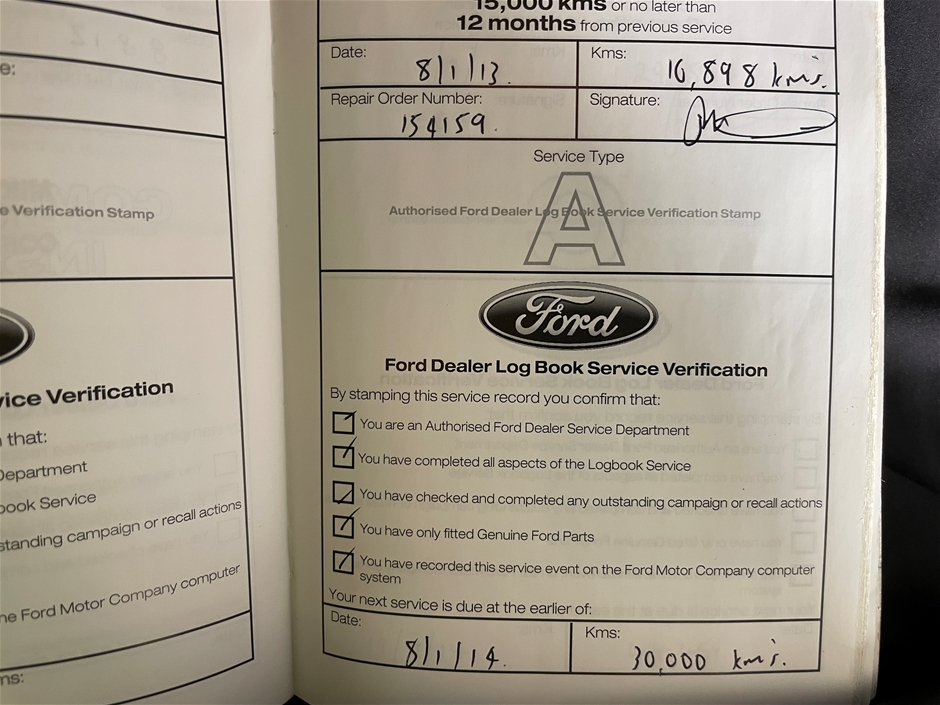 15,000 kms or no later than
12 months from previous service
Date:
8/1/13.
Kms:
16,898 kms.
Repair Order Number:
154159.
Signature:
Service Type
A
Authorised Ford Dealer Log Book Service Verification Stamp
Ford
Ford Dealer Log Book Service Verification
By stamping this service record you confirm that:
You are an Authorised Ford Dealer Service Department
You have completed all aspects of the Logbook Service
You have checked and completed any outstanding campaign or recall actions
You have only fitted Genuine Ford Parts
You have recorded this service event on the Ford Motor Company computer
system
Your next service is due at the earlier of:
Date:
8/1/14.
Kms:
30,000 kms.
e:
e Verification Stamp
vice Verification
n that:
Department
book Service
standing campaign or recall actions
he Ford Motor Company computer
ms: